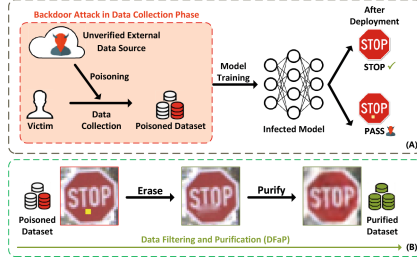 Backdoor Attack in Data Collection Phase
Unverified External
Data Source
Poisoning
Victim
Data
Collection
Poisoned Dataset
Model
Training
Infected Model
After
Deployment
STOP
STOP ✓
STOP
PASS
(A)
Poisoned
Dataset
STOP
Erase
STOP
Purify
STOP
Purified
Dataset
Data Filtering and Purification (DFaP)
(B)